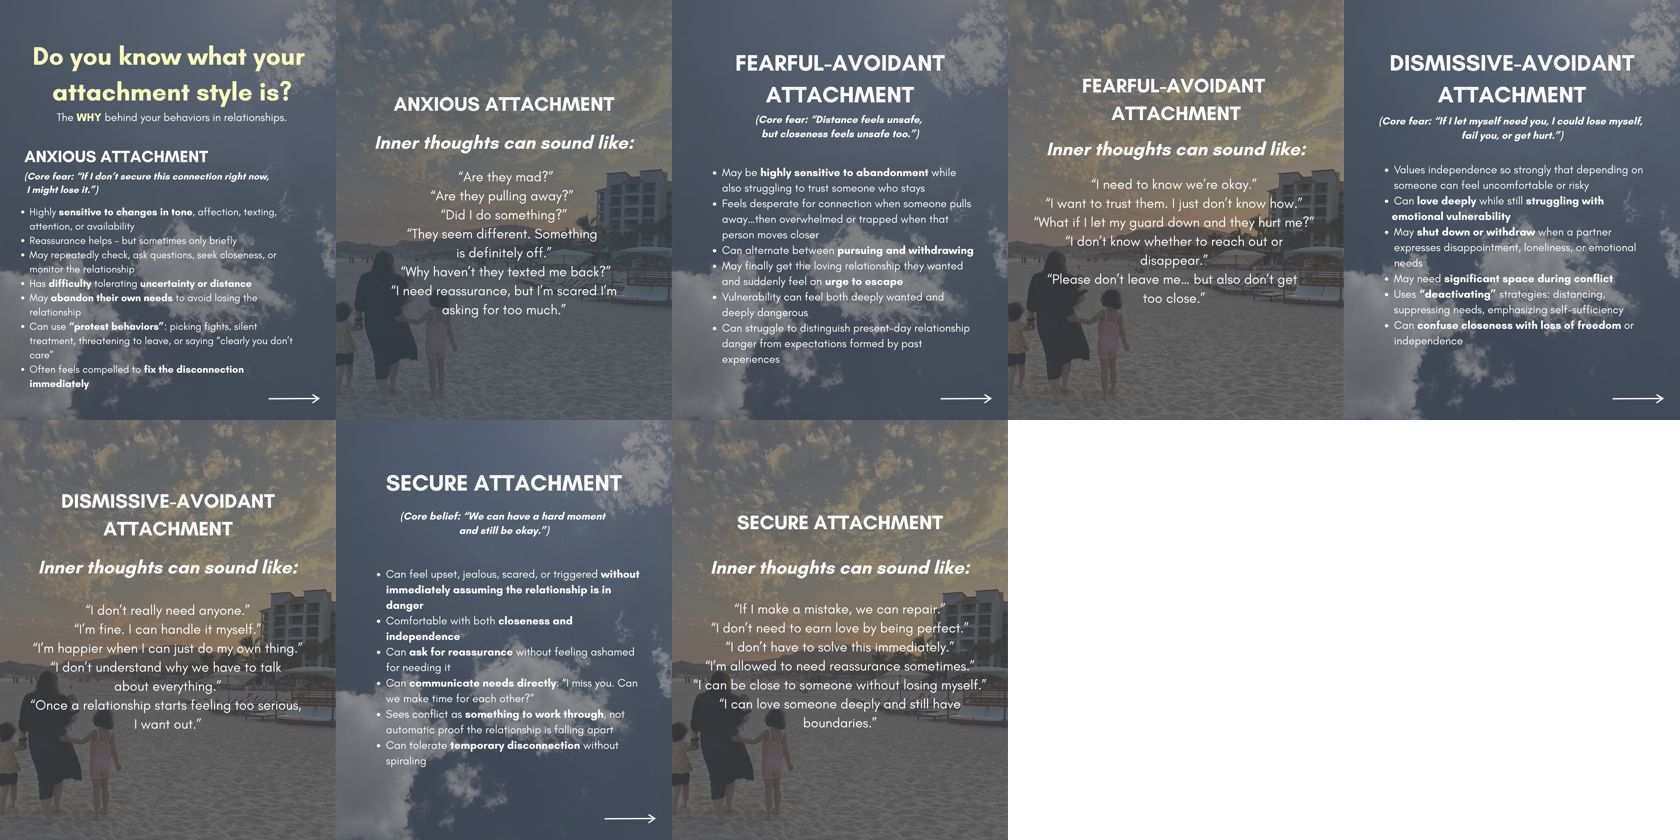 Do you know what your
attachment style is?
The WHY behind your behaviors in relationships.
ANXIOUS ATTACHMENT
(Core fear: “If I don’t secure this connection right now,
I might lose it.”)
• Highly sensitive to changes in tone, affection, texting,
attention, or availability
• Reassurance helps - but sometimes only briefly
• May repeatedly check, ask questions, seek closeness, or
monitor the relationship
• Has difficulty tolerating uncertainty or distance
• May abandon their own needs to avoid losing the
relationship
• Can use “protest behaviors”: picking fights, silent
treatment, threatening to leave, or saying “clearly you don’t
care”
• Often feels compelled to fix the disconnection
immediately
ANXIOUS ATTACHMENT
Inner thoughts can sound like:
“Are they mad?”
“Are they pulling away?”
“Did I do something?”
“They seem different. Something
is definitely off.”
“Why haven’t they texted me back?”
“I need reassurance, but I’m scared I’m
asking for too much.”
FEARFUL-AVOIDANT
ATTACHMENT
(Core fear: “Distance feels unsafe,
but closeness feels unsafe too.”)
• May be highly sensitive to abandonment while
also struggling to trust someone who stays
• Feels desperate for connection when someone pulls
away...then overwhelmed or trapped when that
person moves closer
• Can alternate between pursuing and withdrawing
• May finally get the loving relationship they wanted
and suddenly feel an urge to escape
• Vulnerability can feel both deeply wanted and
deeply dangerous
• Can struggle to distinguish present-day relationship
danger from expectations formed by past
experiences
FEARFUL-AVOIDANT
ATTACHMENT
Inner thoughts can sound like:
“I need to know we’re okay.”
“I want to trust them. I just don’t know how.”
“What if I let my guard down and they hurt me?”
“I don’t know whether to reach out or
disappear.”
“Please don’t leave me... but also don’t get
too close.”
DISMISSIVE-AVOIDANT
ATTACHMENT
(Core fear: “If I let myself need you, I could lose myself,
fail you, or get hurt.”)
• Values independence so strongly that depending on
someone can feel uncomfortable or risky
• Can love deeply while still struggling with
emotional vulnerability
• May shut down or withdraw when a partner
expresses disappointment, loneliness, or emotional
needs
• May need significant space during conflict
• Uses “deactivating” strategies: distancing,
suppressing needs, emphasizing self-sufficiency
• Can confuse closeness with loss of freedom or
independence
DISMISSIVE-AVOIDANT
ATTACHMENT
Inner thoughts can sound like:
“I don’t really need anyone.”
“I’m fine. I can handle it myself.”
“I’m happier when I can just do my own thing.”
“I don’t understand why we have to talk
about everything.”
“Once a relationship starts feeling too serious,
I want out.”
SECURE ATTACHMENT
(Core belief: “We can have a hard moment
and still be okay.”)
• Can feel upset, jealous, scared, or triggered without
immediately assuming the relationship is in
danger
• Comfortable with both closeness and
independence
• Can ask for reassurance without feeling ashamed
for needing it
• Can communicate needs directly: “I miss you. Can
we make time for each other?”
• Sees conflict as something to work through, not
automatic proof the relationship is falling apart
• Can tolerate temporary disconnection without
spiraling
SECURE ATTACHMENT
Inner thoughts can sound like:
“If I make a mistake, we can repair.”
“I don’t need to earn love by being perfect.”
“I don’t have to solve this immediately.”
“I’m allowed to need reassurance sometimes.”
“I can be close to someone without losing myself.”
“I can love someone deeply and still have
boundaries.”